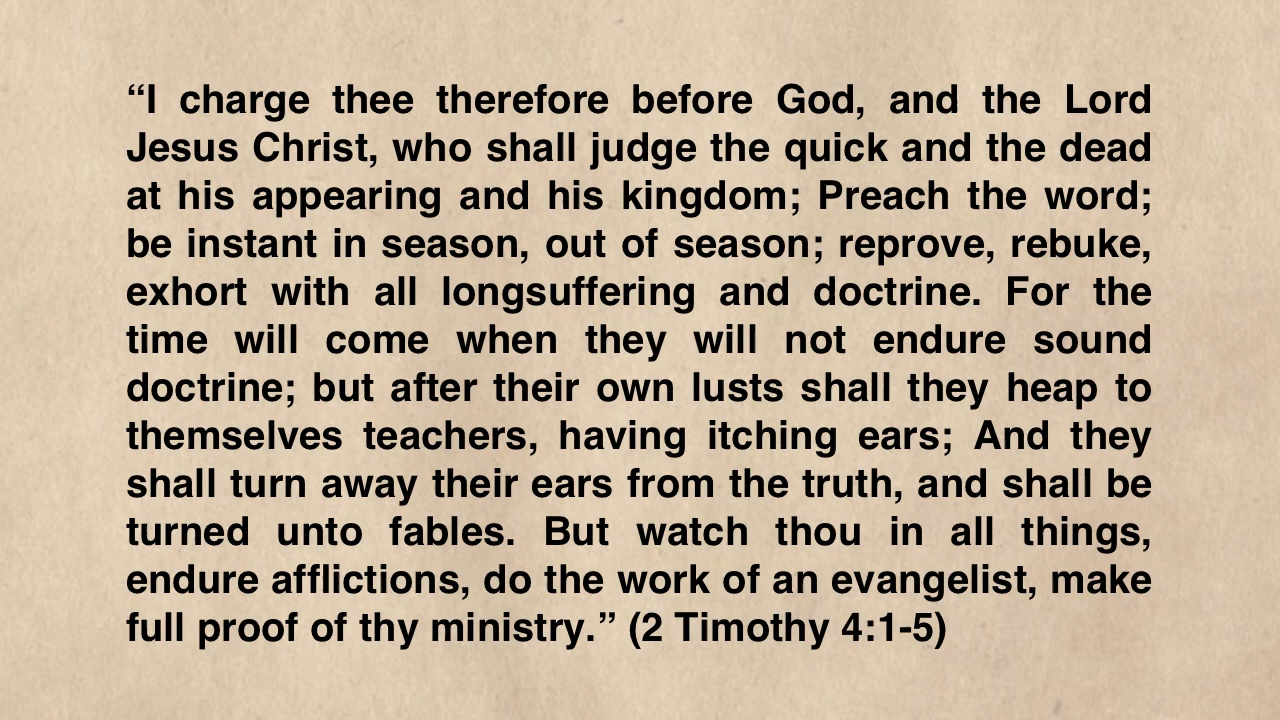 “I charge thee therefore before God, and the Lord
Jesus Christ, who shall judge the quick and the dead
at his appearing and his kingdom; Preach the word;
be instant in season, out of season; reprove, rebuke,
exhort with all longsuffering and doctrine. For the
time will come when they will not endure sound
doctrine; but after their own lusts shall they heap to
themselves teachers, having itching ears; And they
shall turn away their ears from the truth, and shall be
turned unto fables. But watch thou in all things,
endure afflictions, do the work of an evangelist, make
full proof of thy ministry.” (2 Timothy 4:1-5)